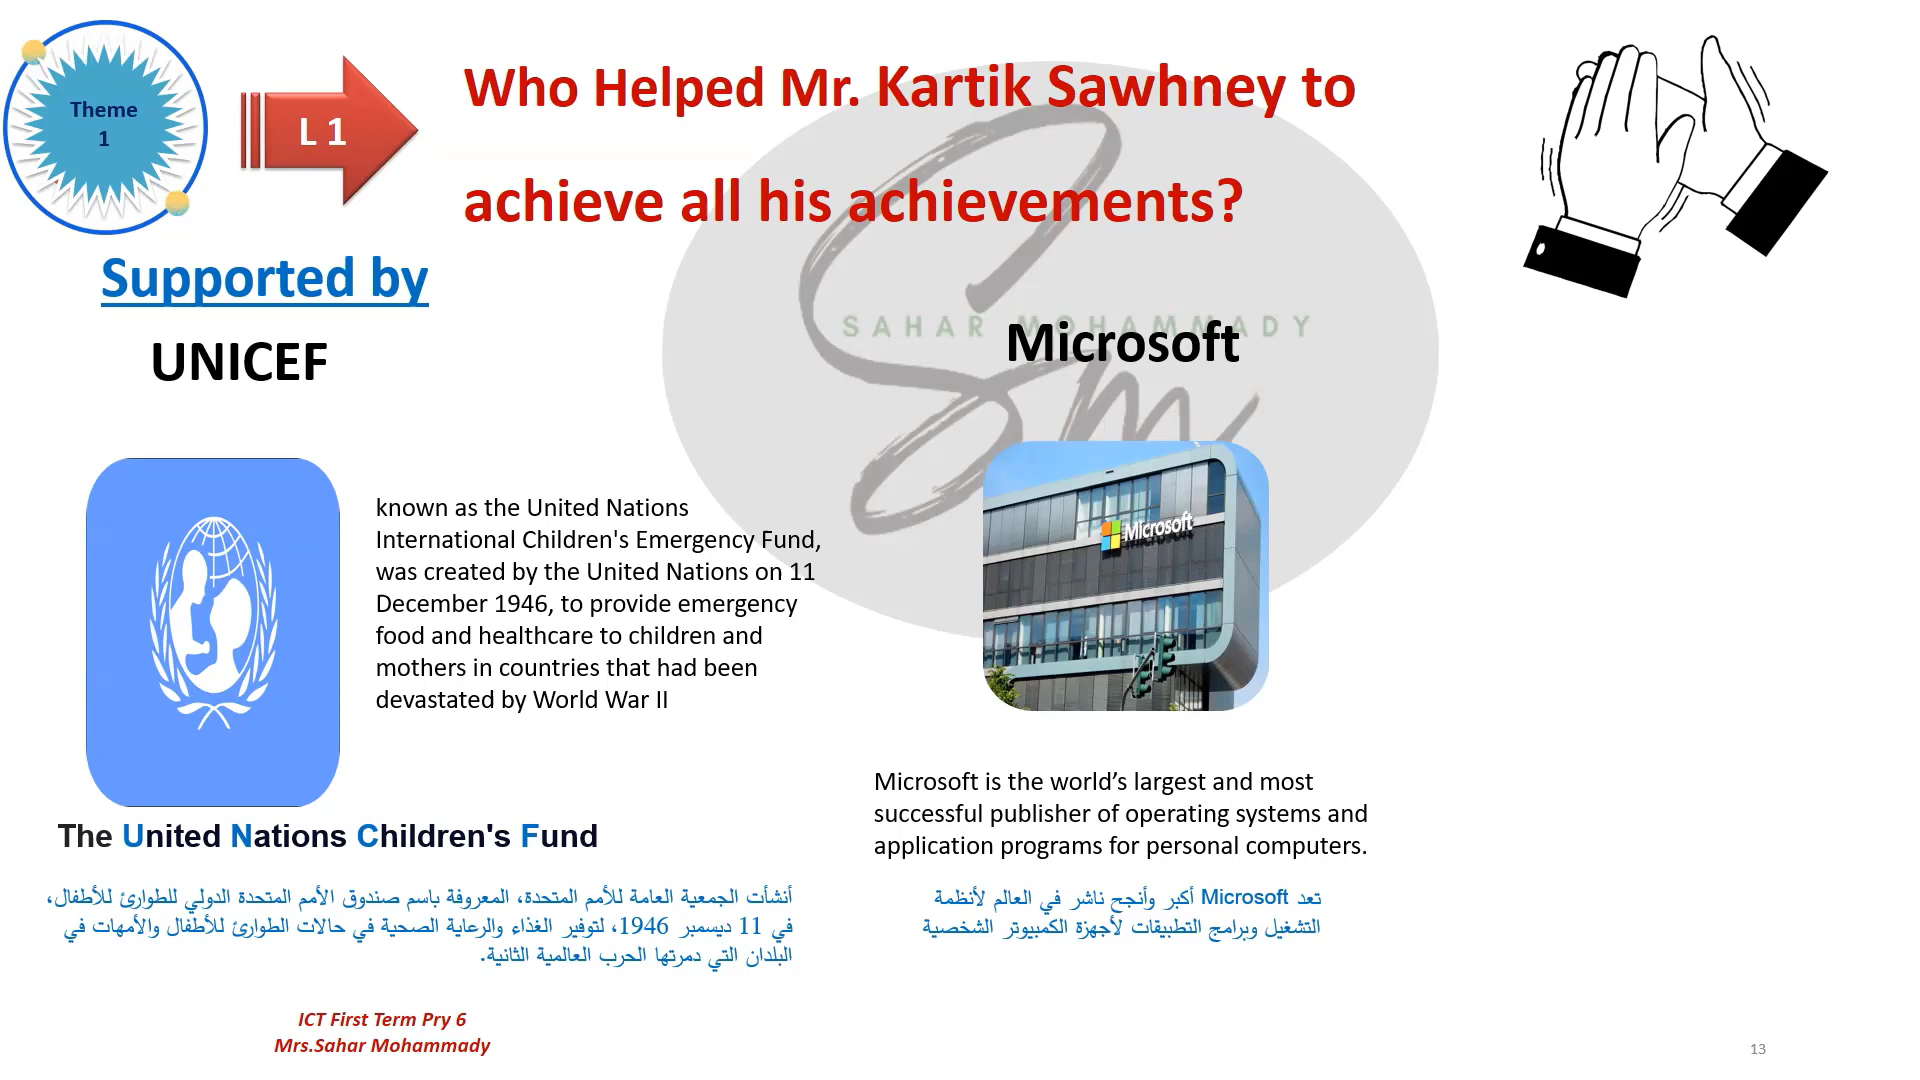 Theme
1
L 1
Who Helped Mr. Kartik Sawhney to
achieve all his achievements?
Supported by
UNICEF
known as the United Nations
International Children's Emergency Fund,
was created by the United Nations on 11
December 1946, to provide emergency
food and healthcare to children and
mothers in countries that had been
devastated by World War II
The United Nations Children's Fund
أنشأت الجمعية العامة للأمم المتحدة، المعروفة باسم صندوق الأمم المتحدة الدولي للطوارئ للأطفال،
في 11 ديسمبر 1946، لتوفير الغذاء والرعاية الصحية في حالات الطوارئ للأطفال والأمهات في
البلدان التي دمرتها الحرب العالمية الثانية.
SAHAR MOHAMMADY
Sm
Microsoft
Microsoft
Microsoft is the world’s largest and most
successful publisher of operating systems and
application programs for personal computers.
تعد Microsoft أكبر وأنجح ناشر في العالم لأنظمة
التشغيل وبرامج التطبيقات لأجهزة الكمبيوتر الشخصية
ICT First Term Pry 6
Mrs.Sahar Mohammady
13